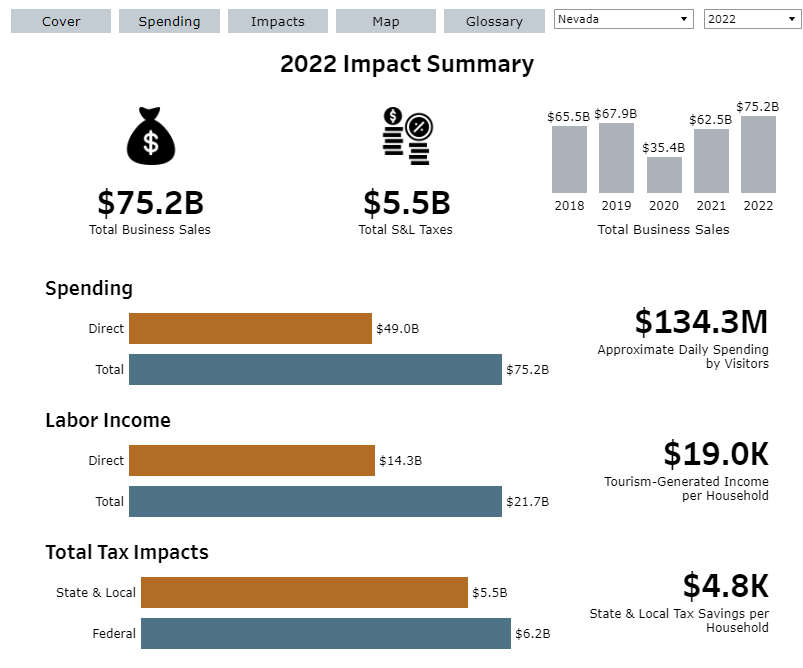 Cover Spending Impacts Map Glossary Nevada 2022
2022 Impact Summary
$
$75.2B
Total Business Sales
$ %
$5.5B
Total S&L Taxes
$65.5B $67.9B $35.4B $62.5B $75.2B
2018 2019 2020 2021 2022
Total Business Sales
Spending
Direct $49.0B
Total $75.2B
$134.3M
Approximate Daily Spending
by Visitors
Labor Income
Direct $14.3B
Total $21.7B
$19.0K
Tourism-Generated Income
per Household
Total Tax Impacts
State & Local $5.5B
Federal $6.2B
$4.8K
State & Local Tax Savings per
Household